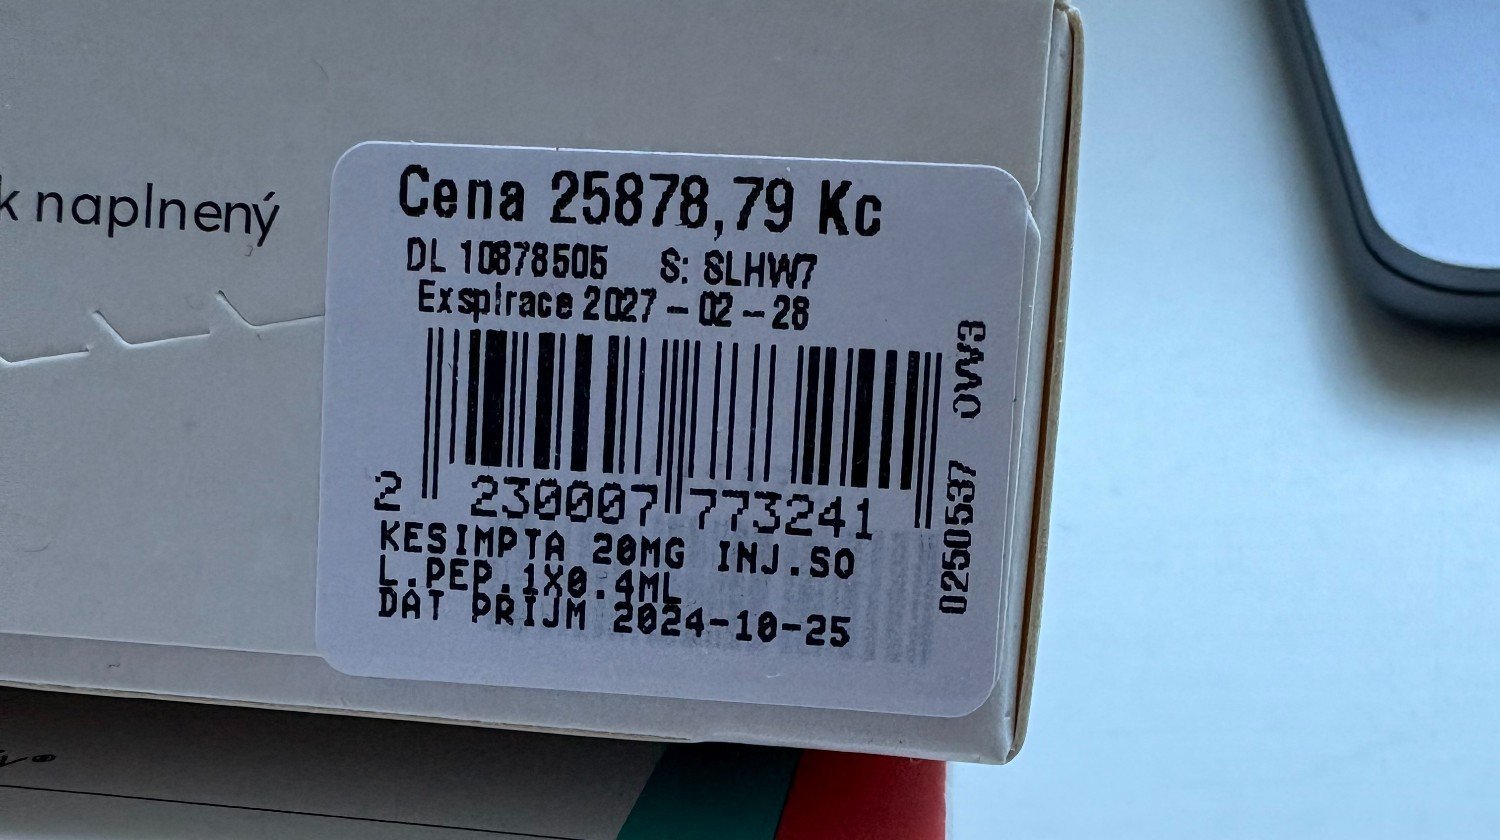 k naplnený
Cena 25878,79 Kc
DL 10878505 S: SLHW7
Exspirace 2027-02-28
2 230007 773241
KESIMPTA 20MG INJ.SO
L.PEP.1X0.4ML
DAT PRIJM 2024-10-25
0250537 0VV3